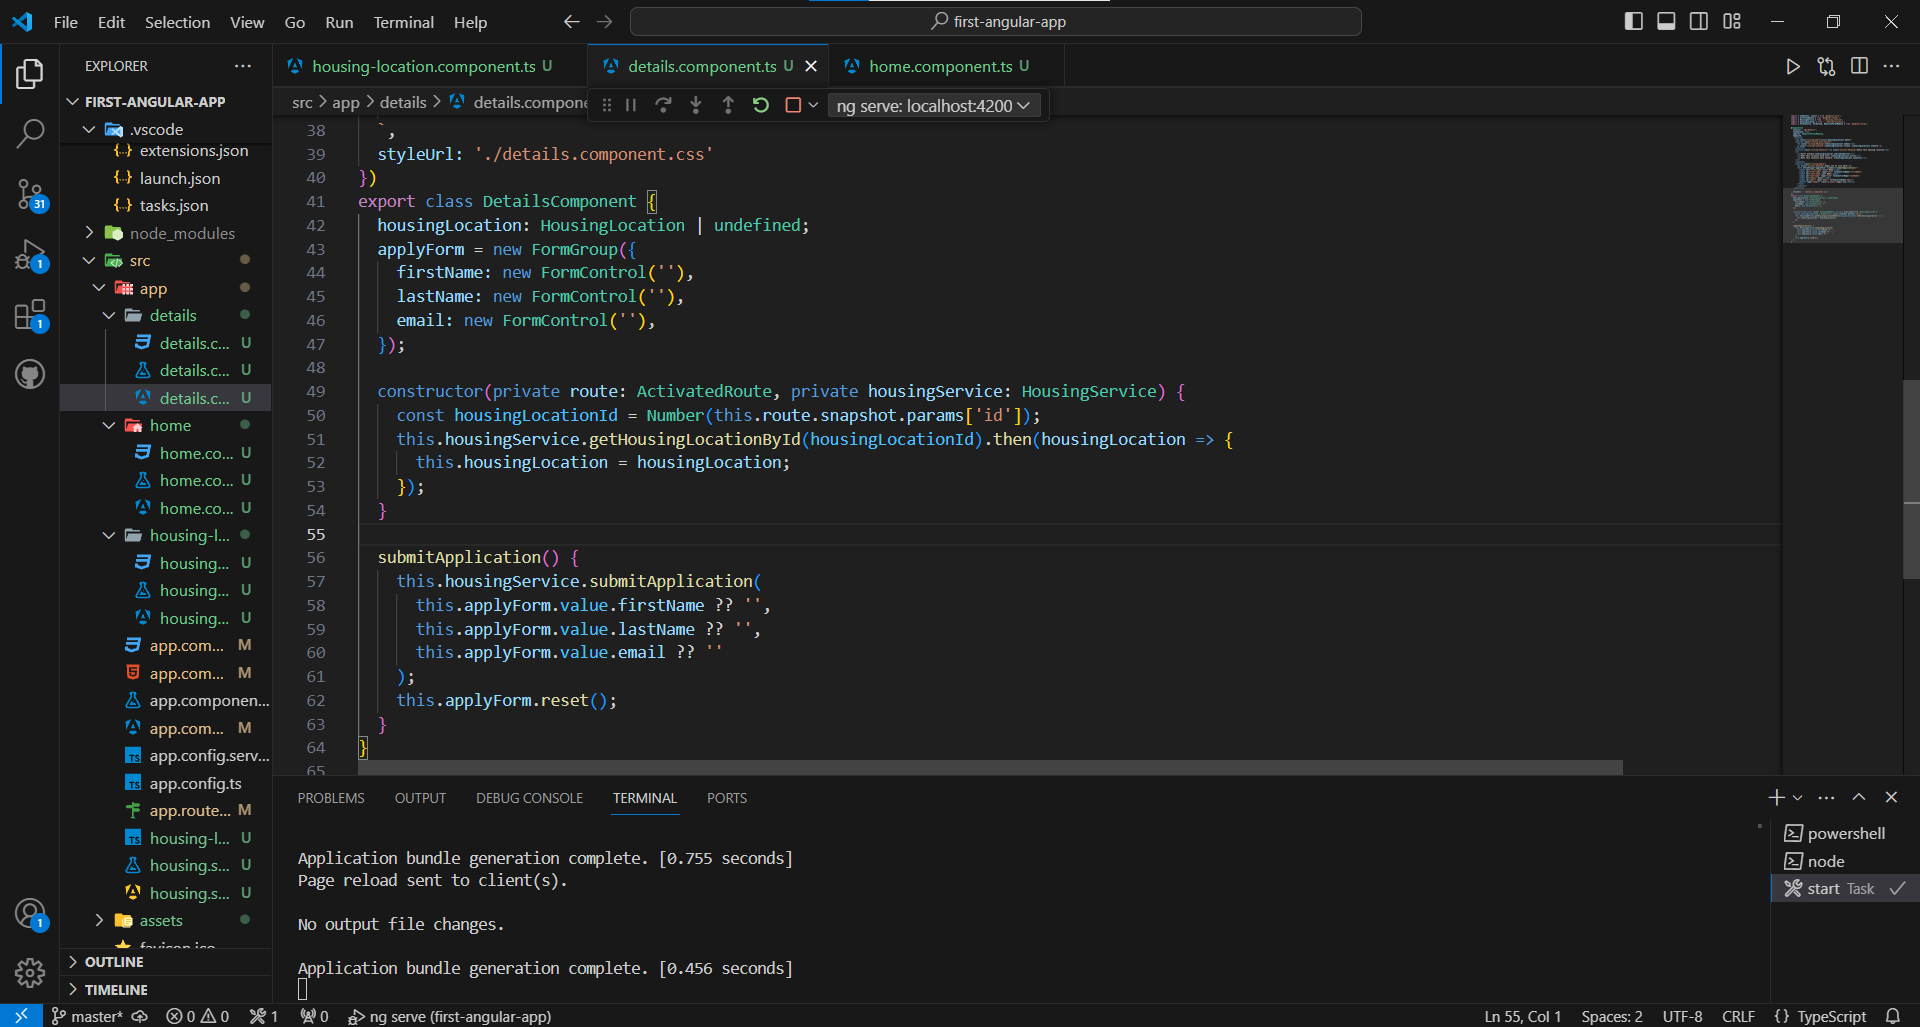 File Edit Selection View Go Run Terminal Help
first-angular-app
EXPLORER
FIRST-ANGULAR-APP
.vscode
extensions.json
launch.json
tasks.json
node_modules
src
app
details
details.c... U
details.c... U
details.c... U
home
home.co... U
home.co... U
home.co... U
housing-l...
housing... U
housing... U
housing... U
app.com... M
app.com... M
app.componen...
app.com... M
app.config.serv...
app.config.ts
app.route... M
housing-l... U
housing.s... U
housing.s... U
assets
favicon.ico
OUTLINE
TIMELINE
31
1
1
1
housing-location.component.ts U
details.component.ts U
home.component.ts U
src > app > details > details.compone
ng serve: localhost:4200
38 `,
39 styleUrl: './details.component.css'
40 })
41 export class DetailsComponent {
42 housingLocation: HousingLocation | undefined;
43 applyForm = new FormGroup({
44 firstName: new FormControl(''),
45 lastName: new FormControl(''),
46 email: new FormControl(''),
47 });
48
49 constructor(private route: ActivatedRoute, private housingService: HousingService) {
50 const housingLocationId = Number(this.route.snapshot.params['id']);
51 this.housingService.getHousingLocationById(housingLocationId).then(housingLocation => {
52 this.housingLocation = housingLocation;
53 });
54 }
55
56 submitApplication() {
57 this.housingService.submitApplication(
58 this.applyForm.value.firstName ?? '',
59 this.applyForm.value.lastName ?? '',
60 this.applyForm.value.email ?? ''
61 );
62 this.applyForm.reset();
63 }
64 }
65
PROBLEMS OUTPUT DEBUG CONSOLE TERMINAL PORTS
Application bundle generation complete. [0.755 seconds]
Page reload sent to client(s).
No output file changes.
Application bundle generation complete. [0.456 seconds]
powershell
node
start Task
master* 0 0 1 0 ng serve (first-angular-app)
Ln 55, Col 1 Spaces: 2 UTF-8 CRLF {} TypeScript